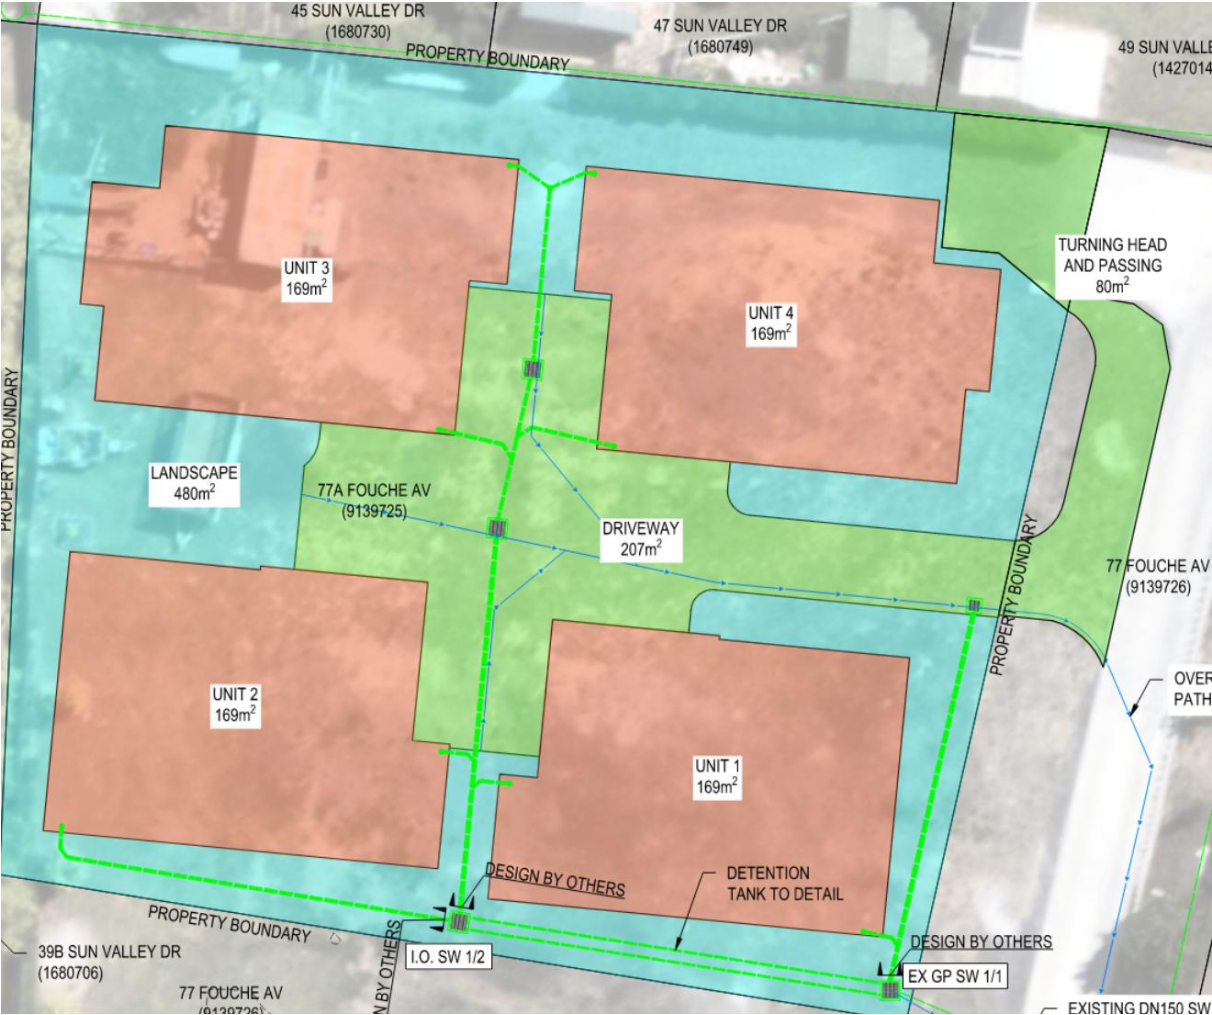 45 SUN VALLEY DR
(1680730)
47 SUN VALLEY DR
(1680749)
49 SUN VALLE
(1427014
PROPERTY BOUNDARY
TURNING HEAD
AND PASSING
80m²
UNIT 3
169m²
UNIT 4
169m²
PROPERTY BOUNDARY
LANDSCAPE
480m²
77A FOUCHE AV
(9139725)
DRIVEWAY
207m²
PROPERTY BOUNDARY
77 FOUCHE AV
(9139726)
OVER
PATH
UNIT 2
169m²
UNIT 1
169m²
DESIGN BY OTHERS
DETENTION
TANK TO DETAIL
PROPERTY BOUNDARY
39B SUN VALLEY DR
(1680706)
N BY OTHERS
I.O. SW 1/2
DESIGN BY OTHERS
EX GP SW 1/1
77 FOUCHE AV
(9139726)
EXISTING DN150 SW